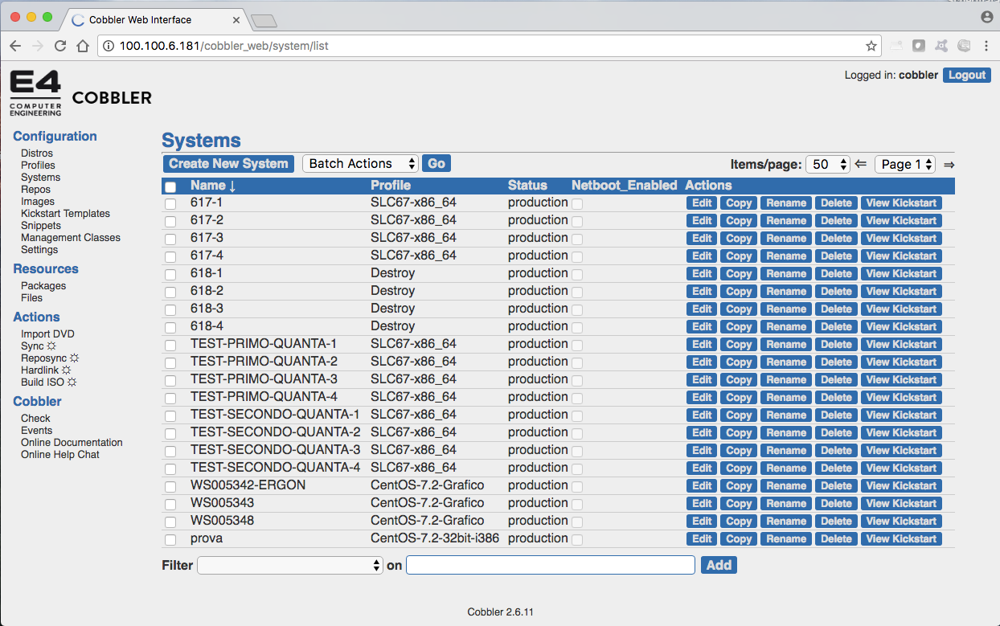 Cobbler Web Interface
100.100.6.181/cobbler_web/system/list
E4
COMPUTER
ENGINEERING
COBBLER
Logged in: cobbler Logout
Configuration
Distros
Profiles
Systems
Repos
Images
Kickstart Templates
Snippets
Management Classes
Settings
Resources
Packages
Files
Actions
Import DVD
Sync
Reposync
Hardlink
Build ISO
Cobbler
Check
Events
Online Documentation
Online Help Chat
Systems
Create New System Batch Actions Go Items/page: 50 ⇐ Page 1 ⇒
Name ↓ Profile Status Netboot_Enabled Actions
617-1 SLC67-x86_64 production Edit Copy Rename Delete View Kickstart
617-2 SLC67-x86_64 production Edit Copy Rename Delete View Kickstart
617-3 SLC67-x86_64 production Edit Copy Rename Delete View Kickstart
617-4 SLC67-x86_64 production Edit Copy Rename Delete View Kickstart
618-1 Destroy production Edit Copy Rename Delete View Kickstart
618-2 Destroy production Edit Copy Rename Delete View Kickstart
618-3 Destroy production Edit Copy Rename Delete View Kickstart
618-4 Destroy production Edit Copy Rename Delete View Kickstart
TEST-PRIMO-QUANTA-1 SLC67-x86_64 production Edit Copy Rename Delete View Kickstart
TEST-PRIMO-QUANTA-2 SLC67-x86_64 production Edit Copy Rename Delete View Kickstart
TEST-PRIMO-QUANTA-3 SLC67-x86_64 production Edit Copy Rename Delete View Kickstart
TEST-PRIMO-QUANTA-4 SLC67-x86_64 production Edit Copy Rename Delete View Kickstart
TEST-SECONDO-QUANTA-1 SLC67-x86_64 production Edit Copy Rename Delete View Kickstart
TEST-SECONDO-QUANTA-2 SLC67-x86_64 production Edit Copy Rename Delete View Kickstart
TEST-SECONDO-QUANTA-3 SLC67-x86_64 production Edit Copy Rename Delete View Kickstart
TEST-SECONDO-QUANTA-4 SLC67-x86_64 production Edit Copy Rename Delete View Kickstart
WS005342-ERGON CentOS-7.2-Grafico production Edit Copy Rename Delete View Kickstart
WS005343 CentOS-7.2-Grafico production Edit Copy Rename Delete View Kickstart
WS005348 CentOS-7.2-Grafico production Edit Copy Rename Delete View Kickstart
prova CentOS-7.2-32bit-i386 production Edit Copy Rename Delete View Kickstart
Filter on Add
Cobbler 2.6.11